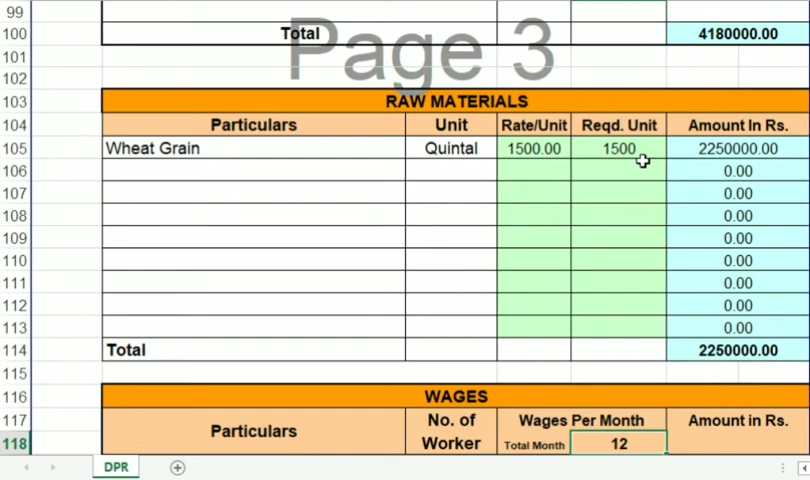 99
100 Total 4180000.00
Page 3
101
102
103 RAW MATERIALS
104 Particulars Unit Rate/Unit Reqd. Unit Amount In Rs.
105 Wheat Grain Quintal 1500.00 1500 2250000.00
106 0.00
107 0.00
108 0.00
109 0.00
110 0.00
111 0.00
112 0.00
113 0.00
114 Total 2250000.00
115
116 WAGES
117 Particulars No. of Worker Wages Per Month Amount in Rs.
118 Total Month 12
DPR